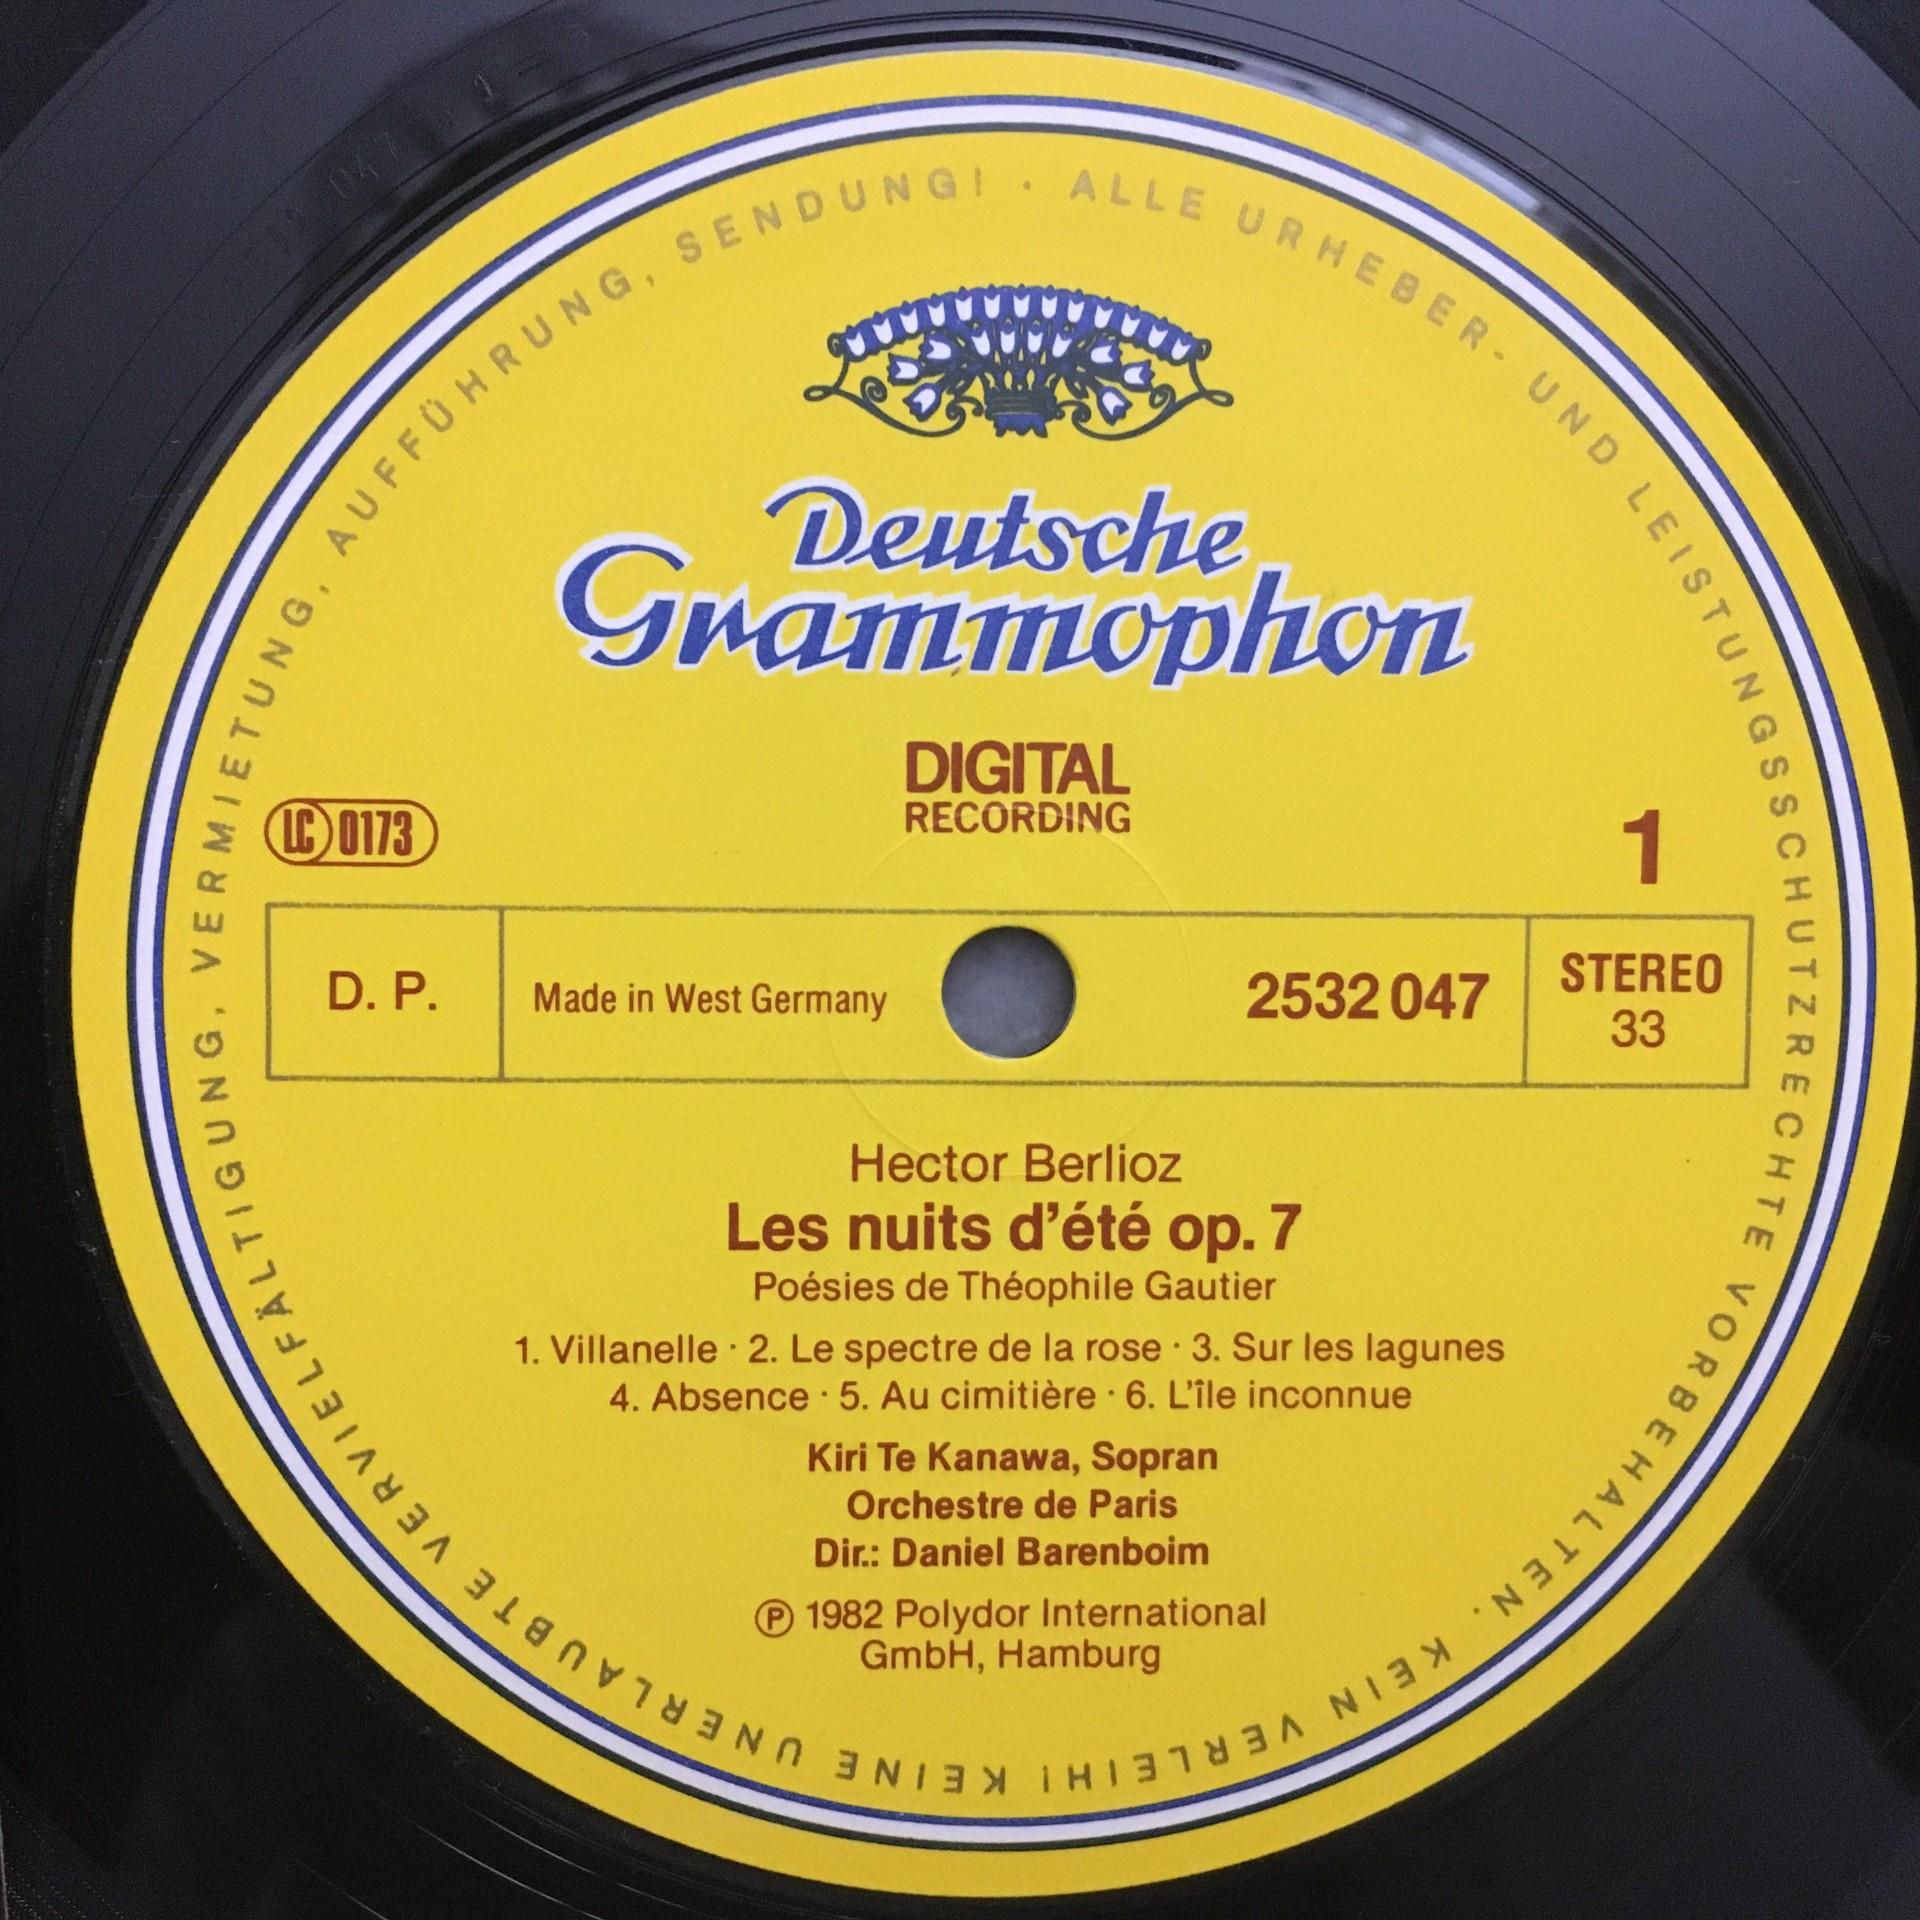 ALLE URHEBER- UND LEISTUNGSSCHUTZRECHTE VORBEHALTEN. KEIN VERLEIH! KEINE UNERLAUBTE VERVIELFÄLTIGUNG, VERMIETUNG, AUFFÜHRUNG, SENDUNG! ·
Deutsche
Grammophon
DIGITAL
RECORDING
LC 0173
1
D. P.
Made in West Germany
2532 047
STEREO
33
Hector Berlioz
Les nuits d'été op. 7
Poésies de Théophile Gautier
1. Villanelle · 2. Le spectre de la rose · 3. Sur les lagunes
4. Absence · 5. Au cimitière · 6. L'île inconnue
Kiri Te Kanawa, Sopran
Orchestre de Paris
Dir.: Daniel Barenboim
℗ 1982 Polydor International
GmbH, Hamburg